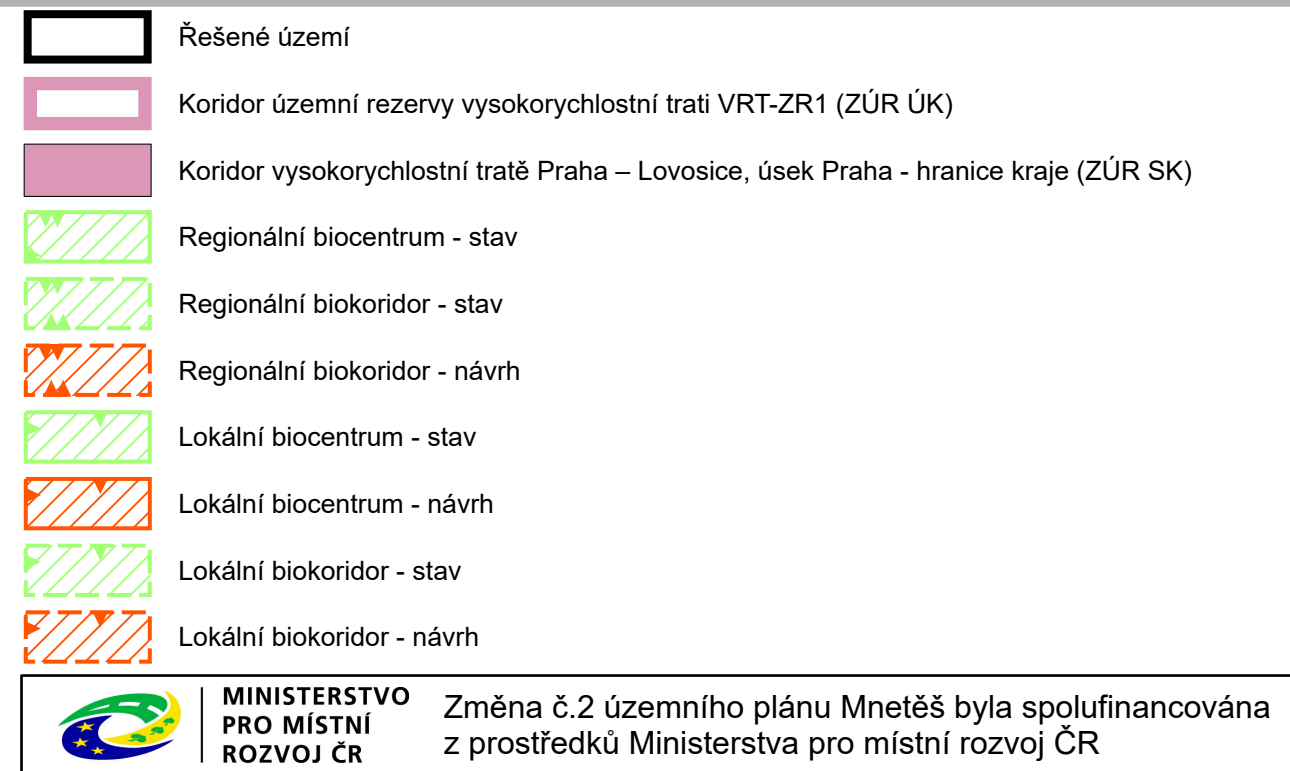 Řešené území
Koridor územní rezervy vysokorychlostní trati VRT-ZR1 (ZÚR ÚK)
Koridor vysokorychlostní tratě Praha – Lovosice, úsek Praha - hranice kraje (ZÚR SK)
Regionální biocentrum - stav
Regionální biokoridor - stav
Regionální biokoridor - návrh
Lokální biocentrum - stav
Lokální biocentrum - návrh
Lokální biokoridor - stav
Lokální biokoridor - návrh
MINISTERSTVO
PRO MÍSTNÍ
ROZVOJ ČR
Změna č.2 územního plánu Mnetěš byla spolufinancována
z prostředků Ministerstva pro místní rozvoj ČR